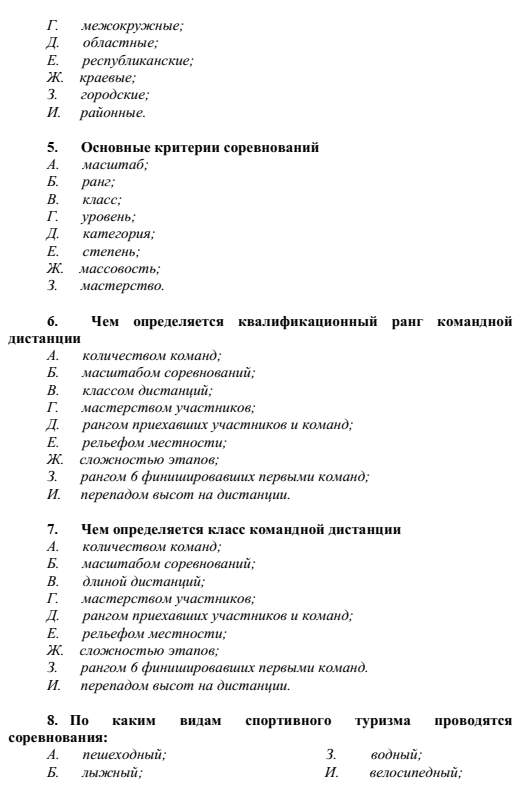 Г. межокружные;
Д. областные;
Е. республиканские;
Ж. краевые;
З. городские;
И. районные.
5. Основные критерии соревнований
А. масштаб;
Б. ранг;
В. класс;
Г. уровень;
Д. категория;
Е. степень;
Ж. массовость;
З. мастерство.
6. Чем определяется квалификационный ранг командной
дистанции
А. количеством команд;
Б. масштабом соревнований;
В. классом дистанций;
Г. мастерством участников;
Д. рангом приехавших участников и команд;
Е. рельефом местности;
Ж. сложностью этапов;
З. рангом 6 финишировавших первыми команд;
И. перепадом высот на дистанции.
7. Чем определяется класс командной дистанции
А. количеством команд;
Б. масштабом соревнований;
В. длиной дистанций;
Г. мастерством участников;
Д. рангом приехавших участников и команд;
Е. рельефом местности;
Ж. сложностью этапов;
З. рангом 6 финишировавших первыми команд.
И. перепадом высот на дистанции.
8. По каким видам спортивного туризма проводятся
соревнования:
А. пешеходный; З. водный;
Б. лыжный; И. велосипедный;